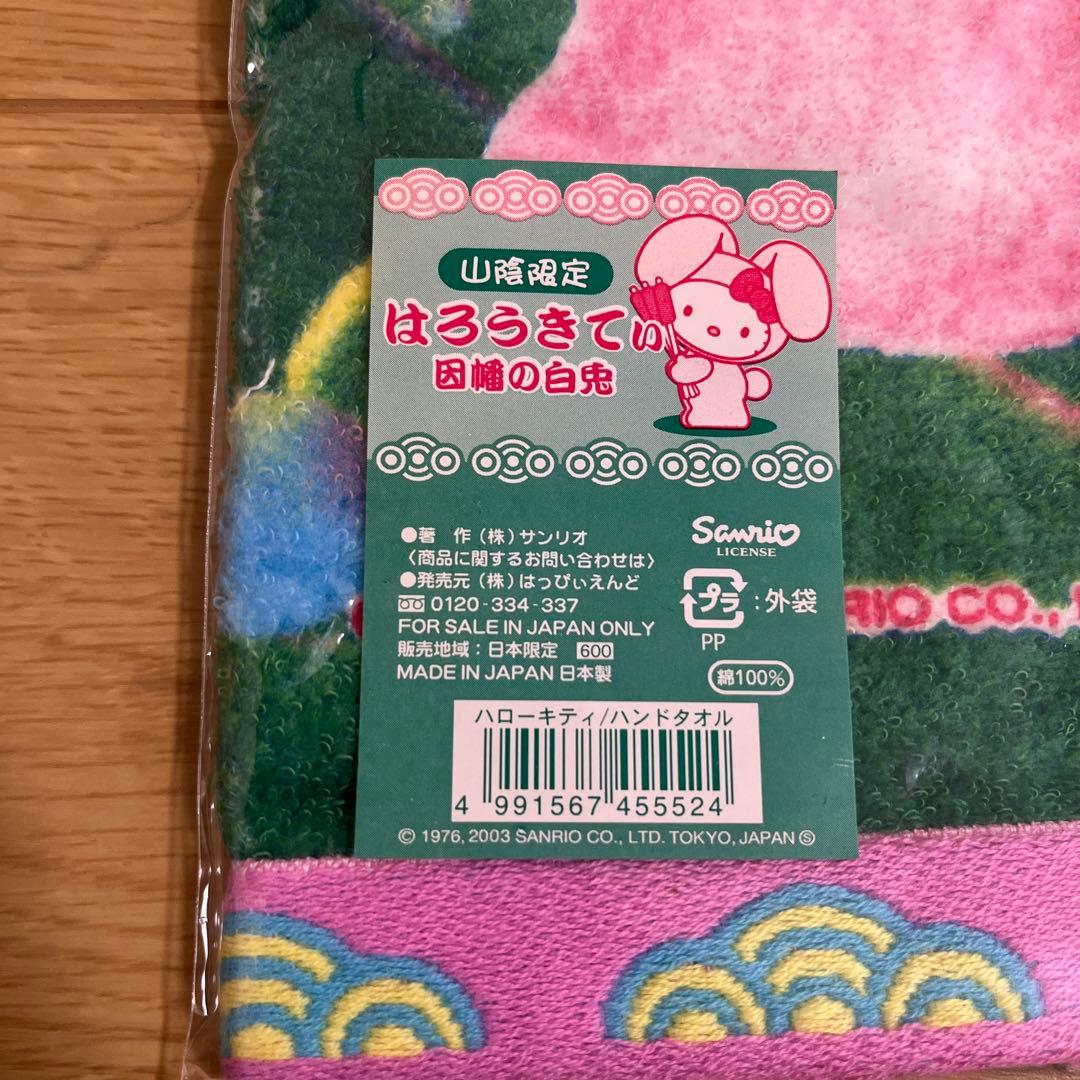 山陰限定
はろうきてぃ
因幡の白兎
●著 作（株）サンリオ
〈商品に関するお問い合わせは〉
●発売元（株）はっぴぃえんど
0120-334-337
FOR SALE IN JAPAN ONLY
販売地域：日本限定 600
MADE IN JAPAN 日本製
Sanrio
LICENSE
プラ：外袋
PP
綿100%
RIO CO.,
ハローキティ/ハンドタオル
4 991567 455524
© 1976, 2003 SANRIO CO., LTD. TOKYO, JAPAN Ⓢ